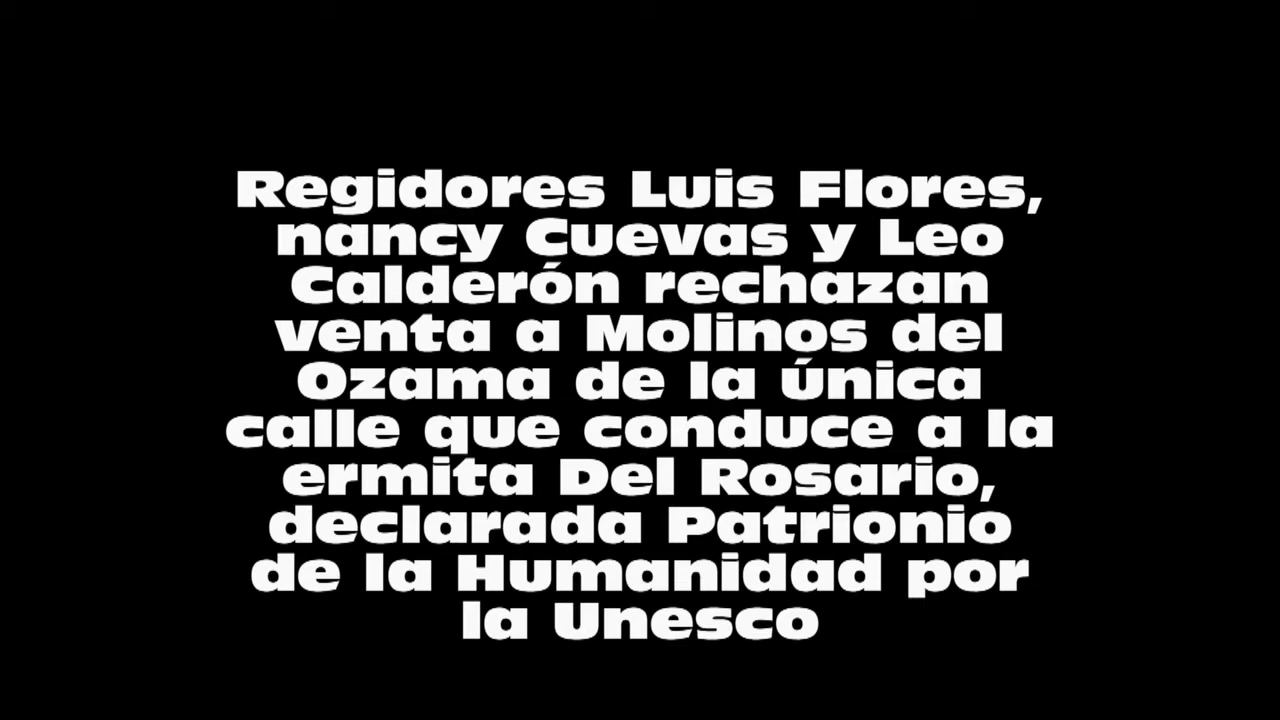 Regidores Luis Flores,
nancy Cuevas y Leo
Calderón rechazan
venta a Molinos del
Ozama de la única
calle que conduce a la
ermita Del Rosario,
declarada Patrionio
de la Humanidad por
la Unesco